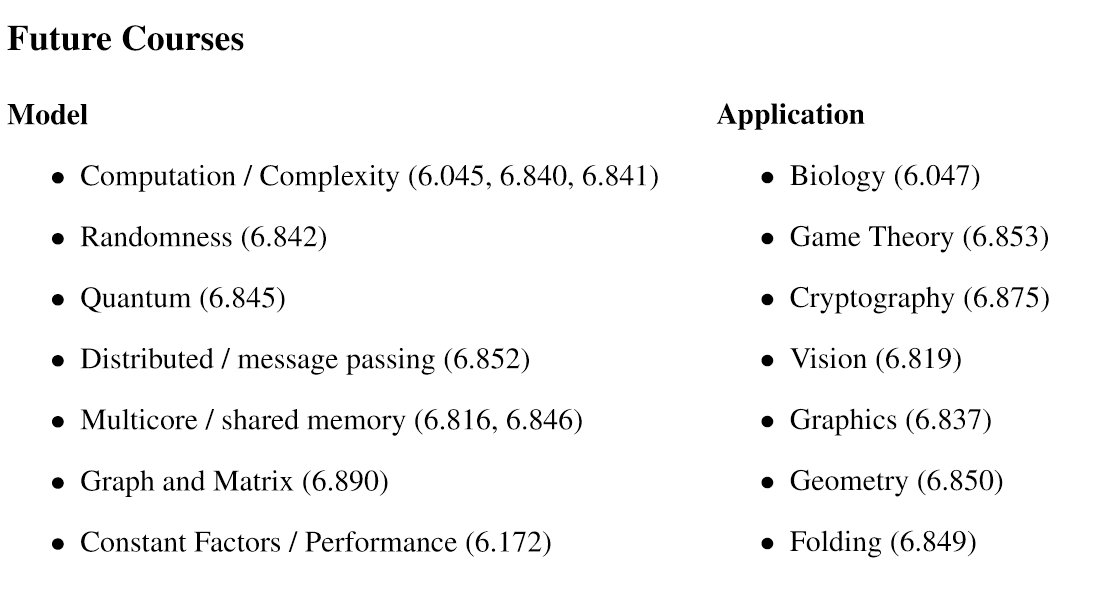 Future Courses
Model
• Computation / Complexity (6.045, 6.840, 6.841)
• Randomness (6.842)
• Quantum (6.845)
• Distributed / message passing (6.852)
• Multicore / shared memory (6.816, 6.846)
• Graph and Matrix (6.890)
• Constant Factors / Performance (6.172)
Application
• Biology (6.047)
• Game Theory (6.853)
• Cryptography (6.875)
• Vision (6.819)
• Graphics (6.837)
• Geometry (6.850)
• Folding (6.849)